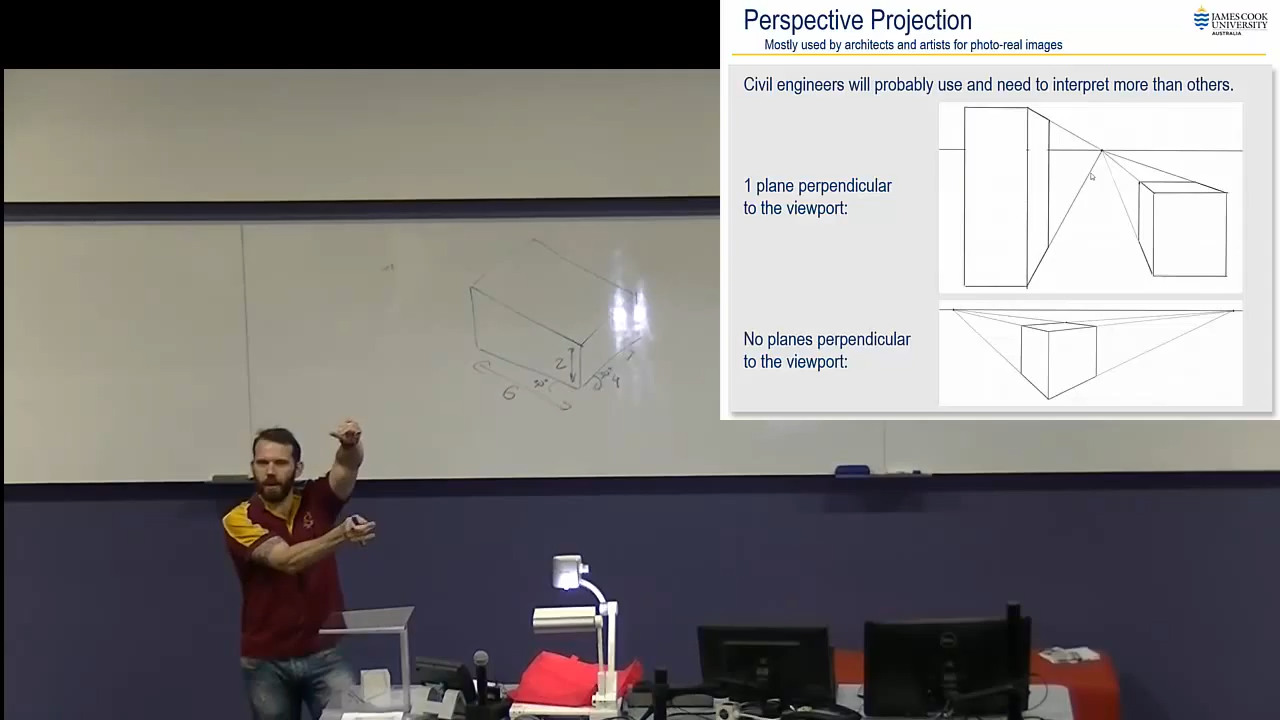 Perspective Projection
Mostly used by architects and artists for photo-real images
JAMES COOK
UNIVERSITY
AUSTRALIA
Civil engineers will probably use and need to interpret more than others.
1 plane perpendicular
to the viewport:
No planes perpendicular
to the viewport:
2
6
30°
4
DELL